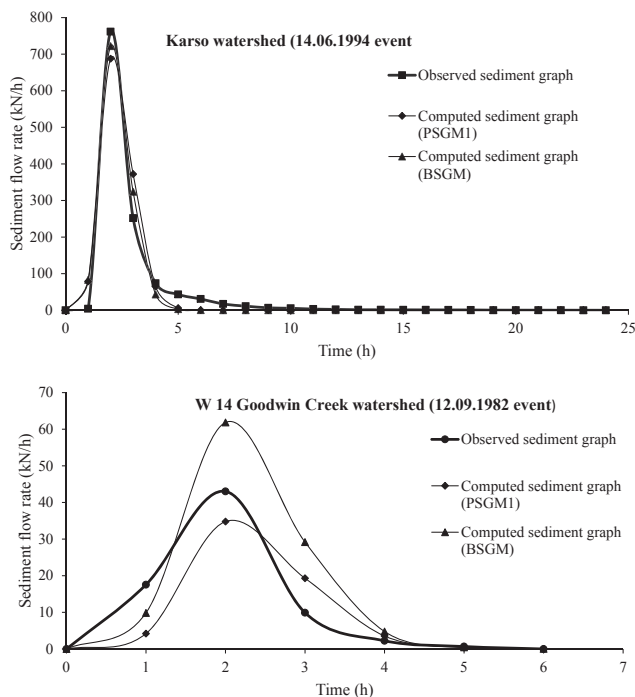 Karso watershed (14.06.1994 event
Sediment flow rate (kN/h)
800
700
600
500
400
300
200
100
0
Observed sediment graph
Computed sediment graph
(PSGM1)
Computed sediment graph
(BSGM)
0 5 10 15 20 25
Time (h)
W 14 Goodwin Creek watershed (12.09.1982 event)
Sediment flow rate (kN/h)
70
60
50
40
30
20
10
0
Observed sediment graph
Computed sediment graph
(PSGM1)
Computed sediment graph
(BSGM)
0 1 2 3 4 5 6 7
Time (h)